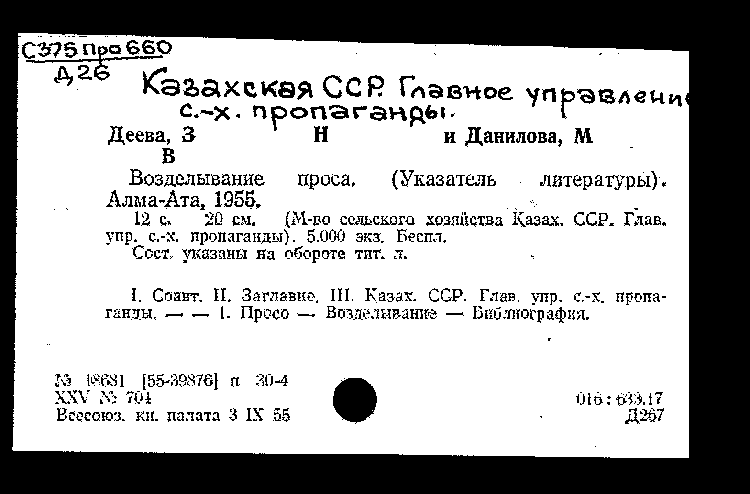 С375 Про 660
Д 26
Казахская ССР. Главное управлени
с.-х. пропаганды.
Деева, З Н и Данилова, М
В
Возделывание проса. (Указатель литературы).
Алма-Ата, 1955.
12 с. 20 см. (М-во сельского хозяйства Казах. ССР. Глав.
упр. с.-х. пропаганды). 5.000 экз. Беспл.
Сост. указаны на обороте тит. л.
I. Соавт. II. Заглавие. III. Казах. ССР. Глав. упр. с.-х. пропа-
ганды. — — 1. Просо — Возделывание — Библиография.
№ 18681 [55-39876] п 30-4
XXV № 704
Всесоюз. кн. палата 3 IX 55
016 : 633.17
Д267